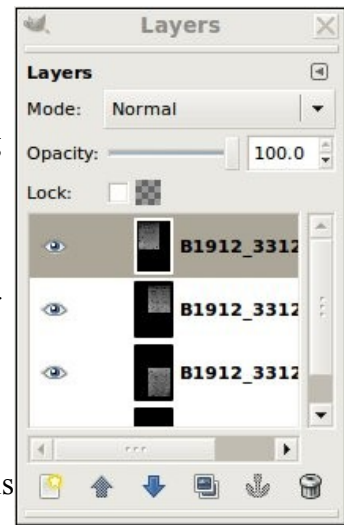 Layers
Layers
Mode: Normal
Opacity: 100.0
Lock:
B1912_3312
B1912_3312
B1912_3312